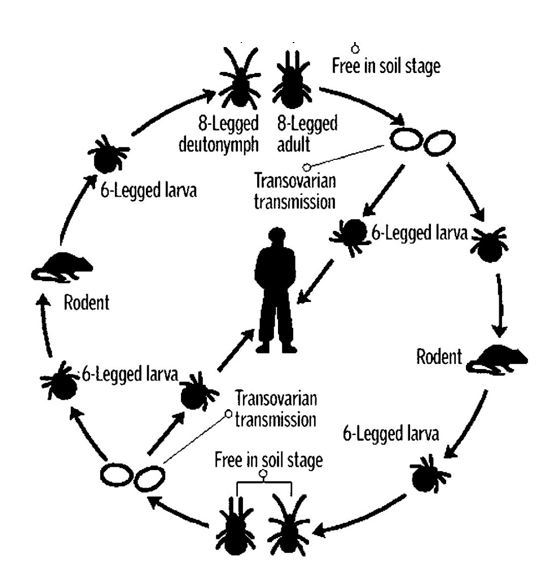 Free in soil stage
8-Legged
deutonymph
8-Legged
adult
Transovarian
transmission
6-Legged larva
6-Legged larva
Rodent
Rodent
6-Legged larva
Transovarian
transmission
6-Legged larva
Free in soil stage